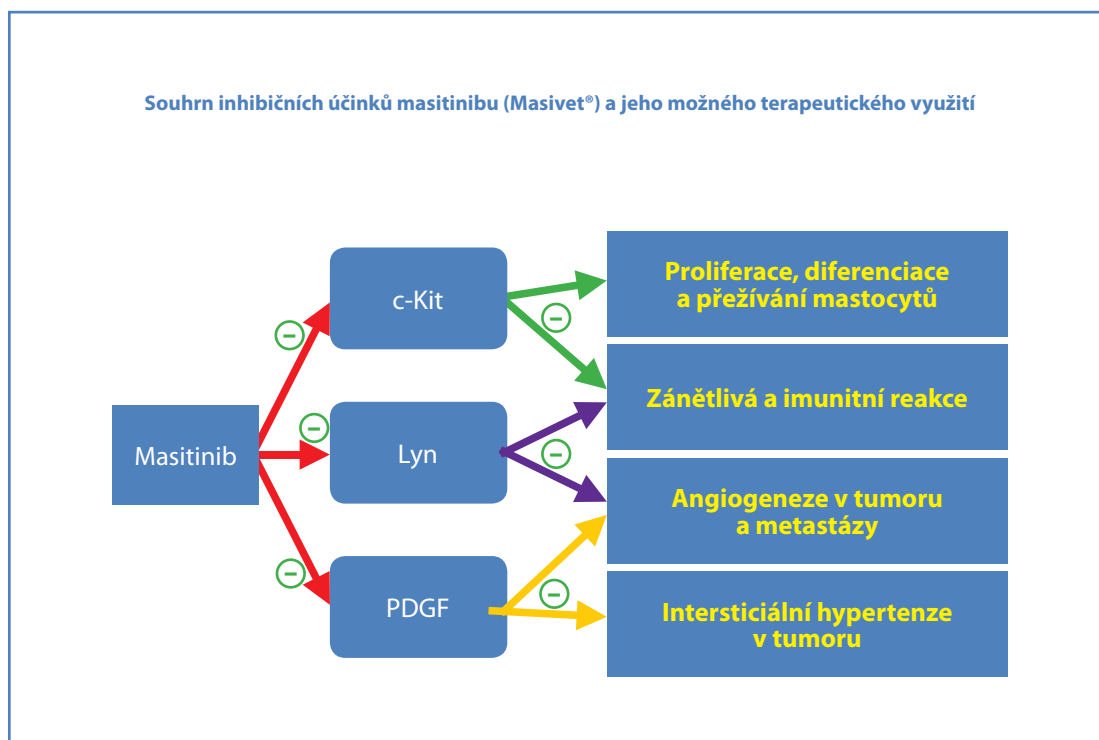 Souhrn inhibičních účinků masitinibu (Masivet®) a jeho možného terapeutického využití
Masitinib
c-Kit
Lyn
PDGF
Proliferace, diferenciace
a přežívání mastocytů
Zánětlivá a imunitní reakce
Angiogeneze v tumoru
a metastázy
Intersticiální hypertenze
v tumoru
−
−
−
−
−
−